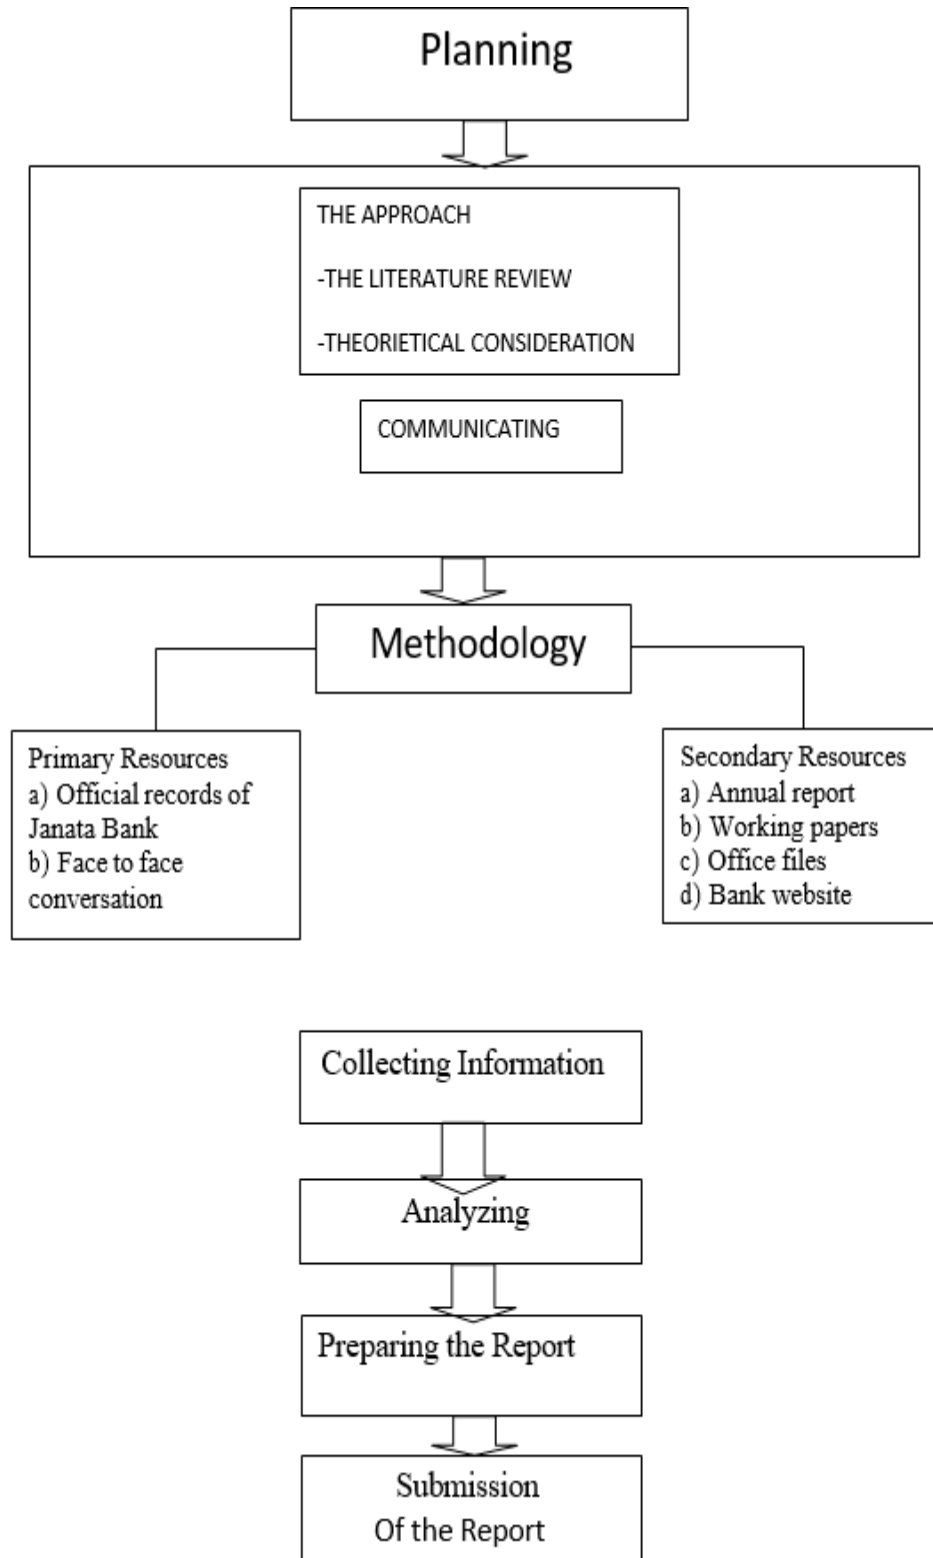 Planning
THE APPROACH
-THE LITERATURE REVIEW
-THEORIETICAL CONSIDERATION
COMMUNICATING
Methodology
Primary Resources
a) Official records of
Janata Bank
b) Face to face
conversation
Secondary Resources
a) Annual report
b) Working papers
c) Office files
d) Bank website
Collecting Information
Analyzing
Preparing the Report
Submission
Of the Report